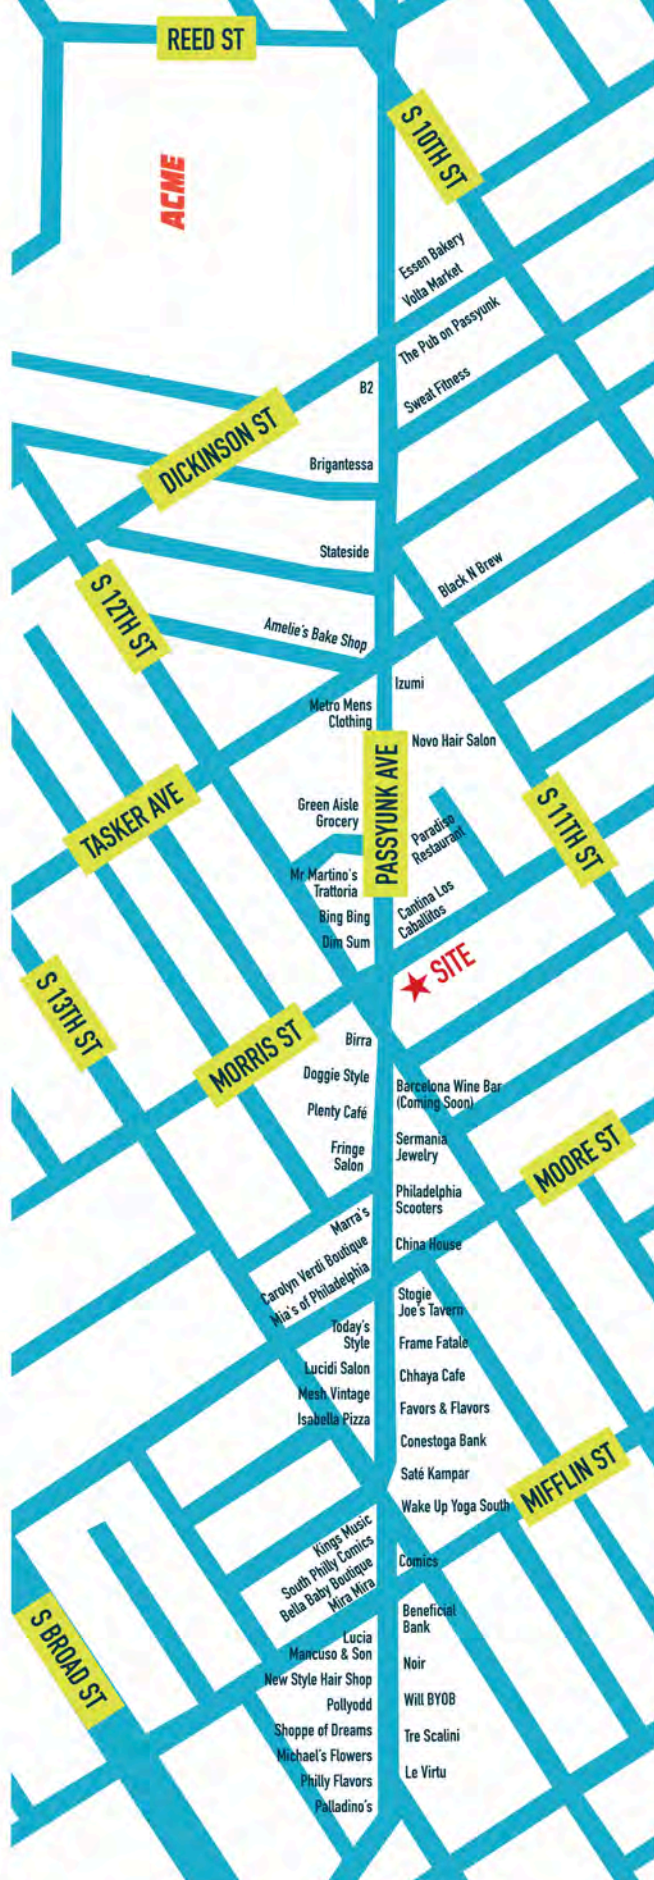 REED ST
ACME
S 10TH ST
Essen Bakery
Volta Market
The Pub on Passyunk
B2
Sweat Fitness
DICKINSON ST
Brigantessa
Stateside
Black N Brew
S 12TH ST
Amelie's Bake Shop
Izumi
Metro Mens
Clothing
Novo Hair Salon
PASSYUNK AVE
TASKER AVE
Green Aisle
Grocery
Paradiso
Restaurant
S 11TH ST
Mr Martino's
Trattoria
Bing Bing
Dim Sum
Cantina Los
Caballitos
SITE
S 13TH ST
MORRIS ST
Birra
Doggie Style
Plenty Café
Fringe
Salon
Barcelona Wine Bar
(Coming Soon)
Sermania
Jewelry
MOORE ST
Philadelphia
Scooters
China House
Marra's
Carolyn Verdi Boutique
Mia's of Philadelphia
Today's
Style
Lucidi Salon
Mesh Vintage
Isabella Pizza
Stogie
Joe's Tavern
Frame Fatale
Chhaya Cafe
Favors & Flavors
Conestoga Bank
Saté Kampar
Wake Up Yoga South
MIFFLIN ST
Kings Music
South Philly Comics
Bella Baby Boutique
Mira Mira
Comics
S BROAD ST
Lucia
Mancuso & Son
New Style Hair Shop
Pollyodd
Shoppe of Dreams
Michael's Flowers
Philly Flavors
Palladino's
Beneficial
Bank
Noir
Will BYOB
Tre Scalini
Le Virtu